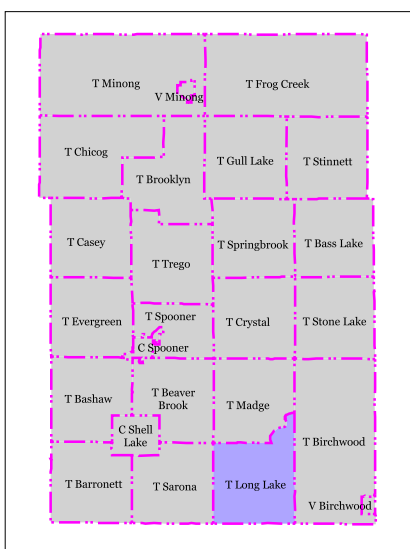 T Minong
T Frog Creek
V Minong
T Chicog
T Gull Lake
T Stinnett
T Brooklyn
T Casey
T Springbrook
T Bass Lake
T Trego
T Evergreen
T Spooner
T Crystal
T Stone Lake
C Spooner
T Bashaw
T Beaver
Brook
T Madge
C Shell
Lake
T Birchwood
T Barronett
T Sarona
T Long Lake
V Birchwood